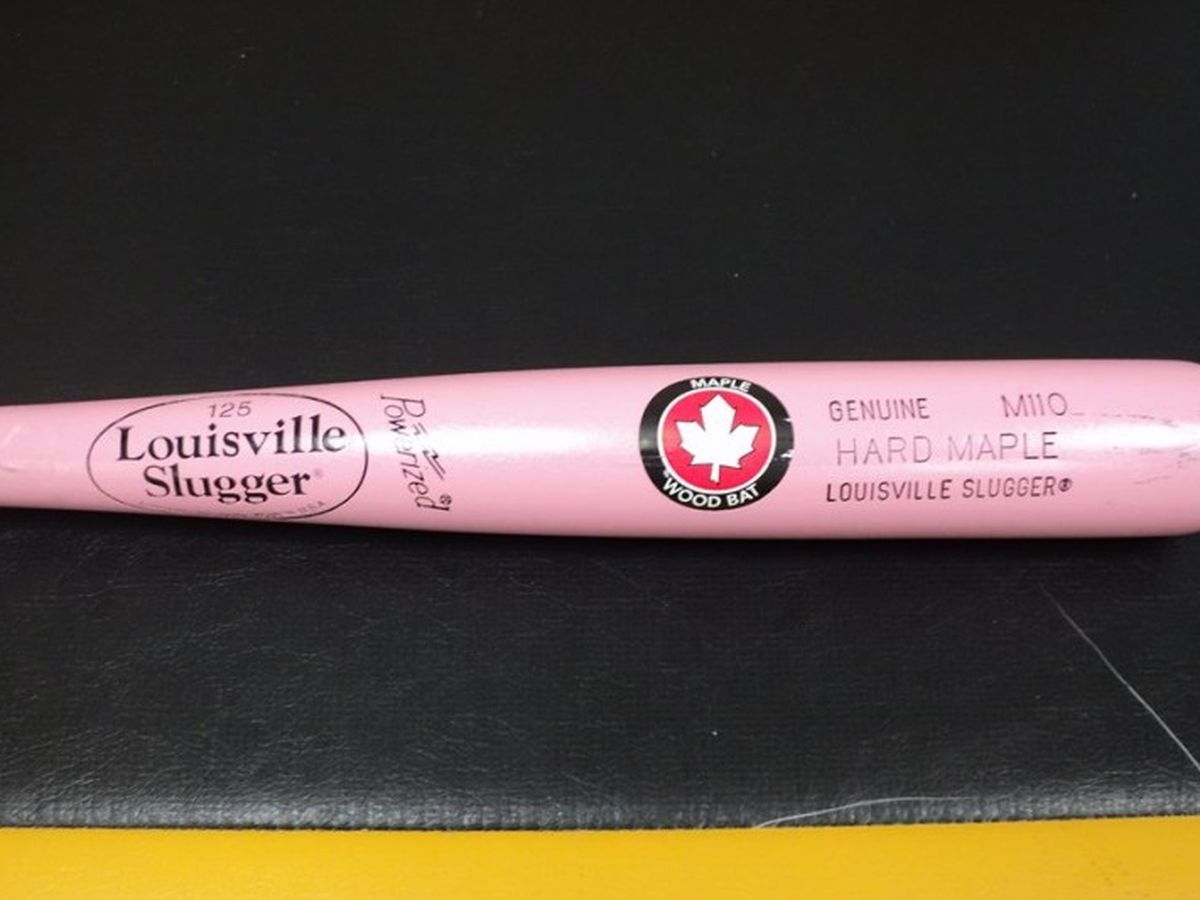 125
Louisville
Slugger®
Powerized®
MAPLE
WOOD BAT
GENUINE M110
HARD MAPLE
LOUISVILLE SLUGGER®